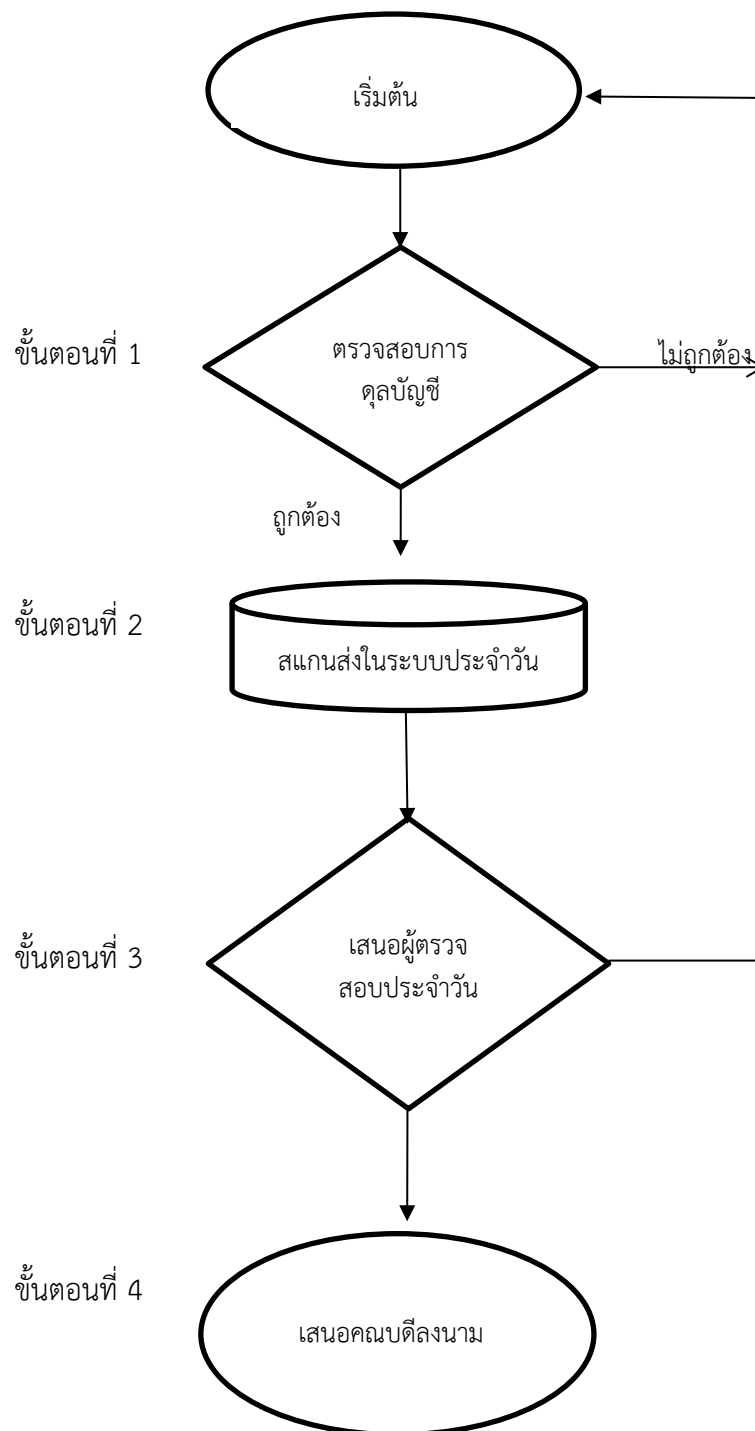 เริ่มต้น
ขั้นตอนที่ 1
ตรวจสอบการ
ดุลบัญชี
ไม่ถูกต้อง
ถูกต้อง
ขั้นตอนที่ 2
สแกนส่งในระบบประจำวัน
ขั้นตอนที่ 3
เสนอผู้ตรวจ
สอบประจำวัน
ขั้นตอนที่ 4
เสนอคณบดีลงนาม